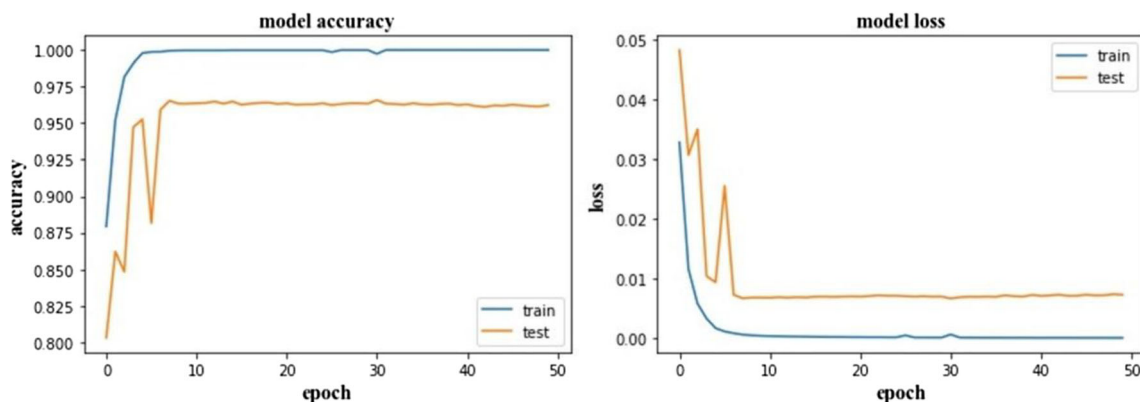 model accuracy
1.000
0.975
0.950
0.925
0.900
0.875
0.850
0.825
0.800
accuracy
0 10 20 30 40 50
epoch
train
test
model loss
0.05
0.04
0.03
0.02
0.01
0.00
loss
0 10 20 30 40 50
epoch
train
test